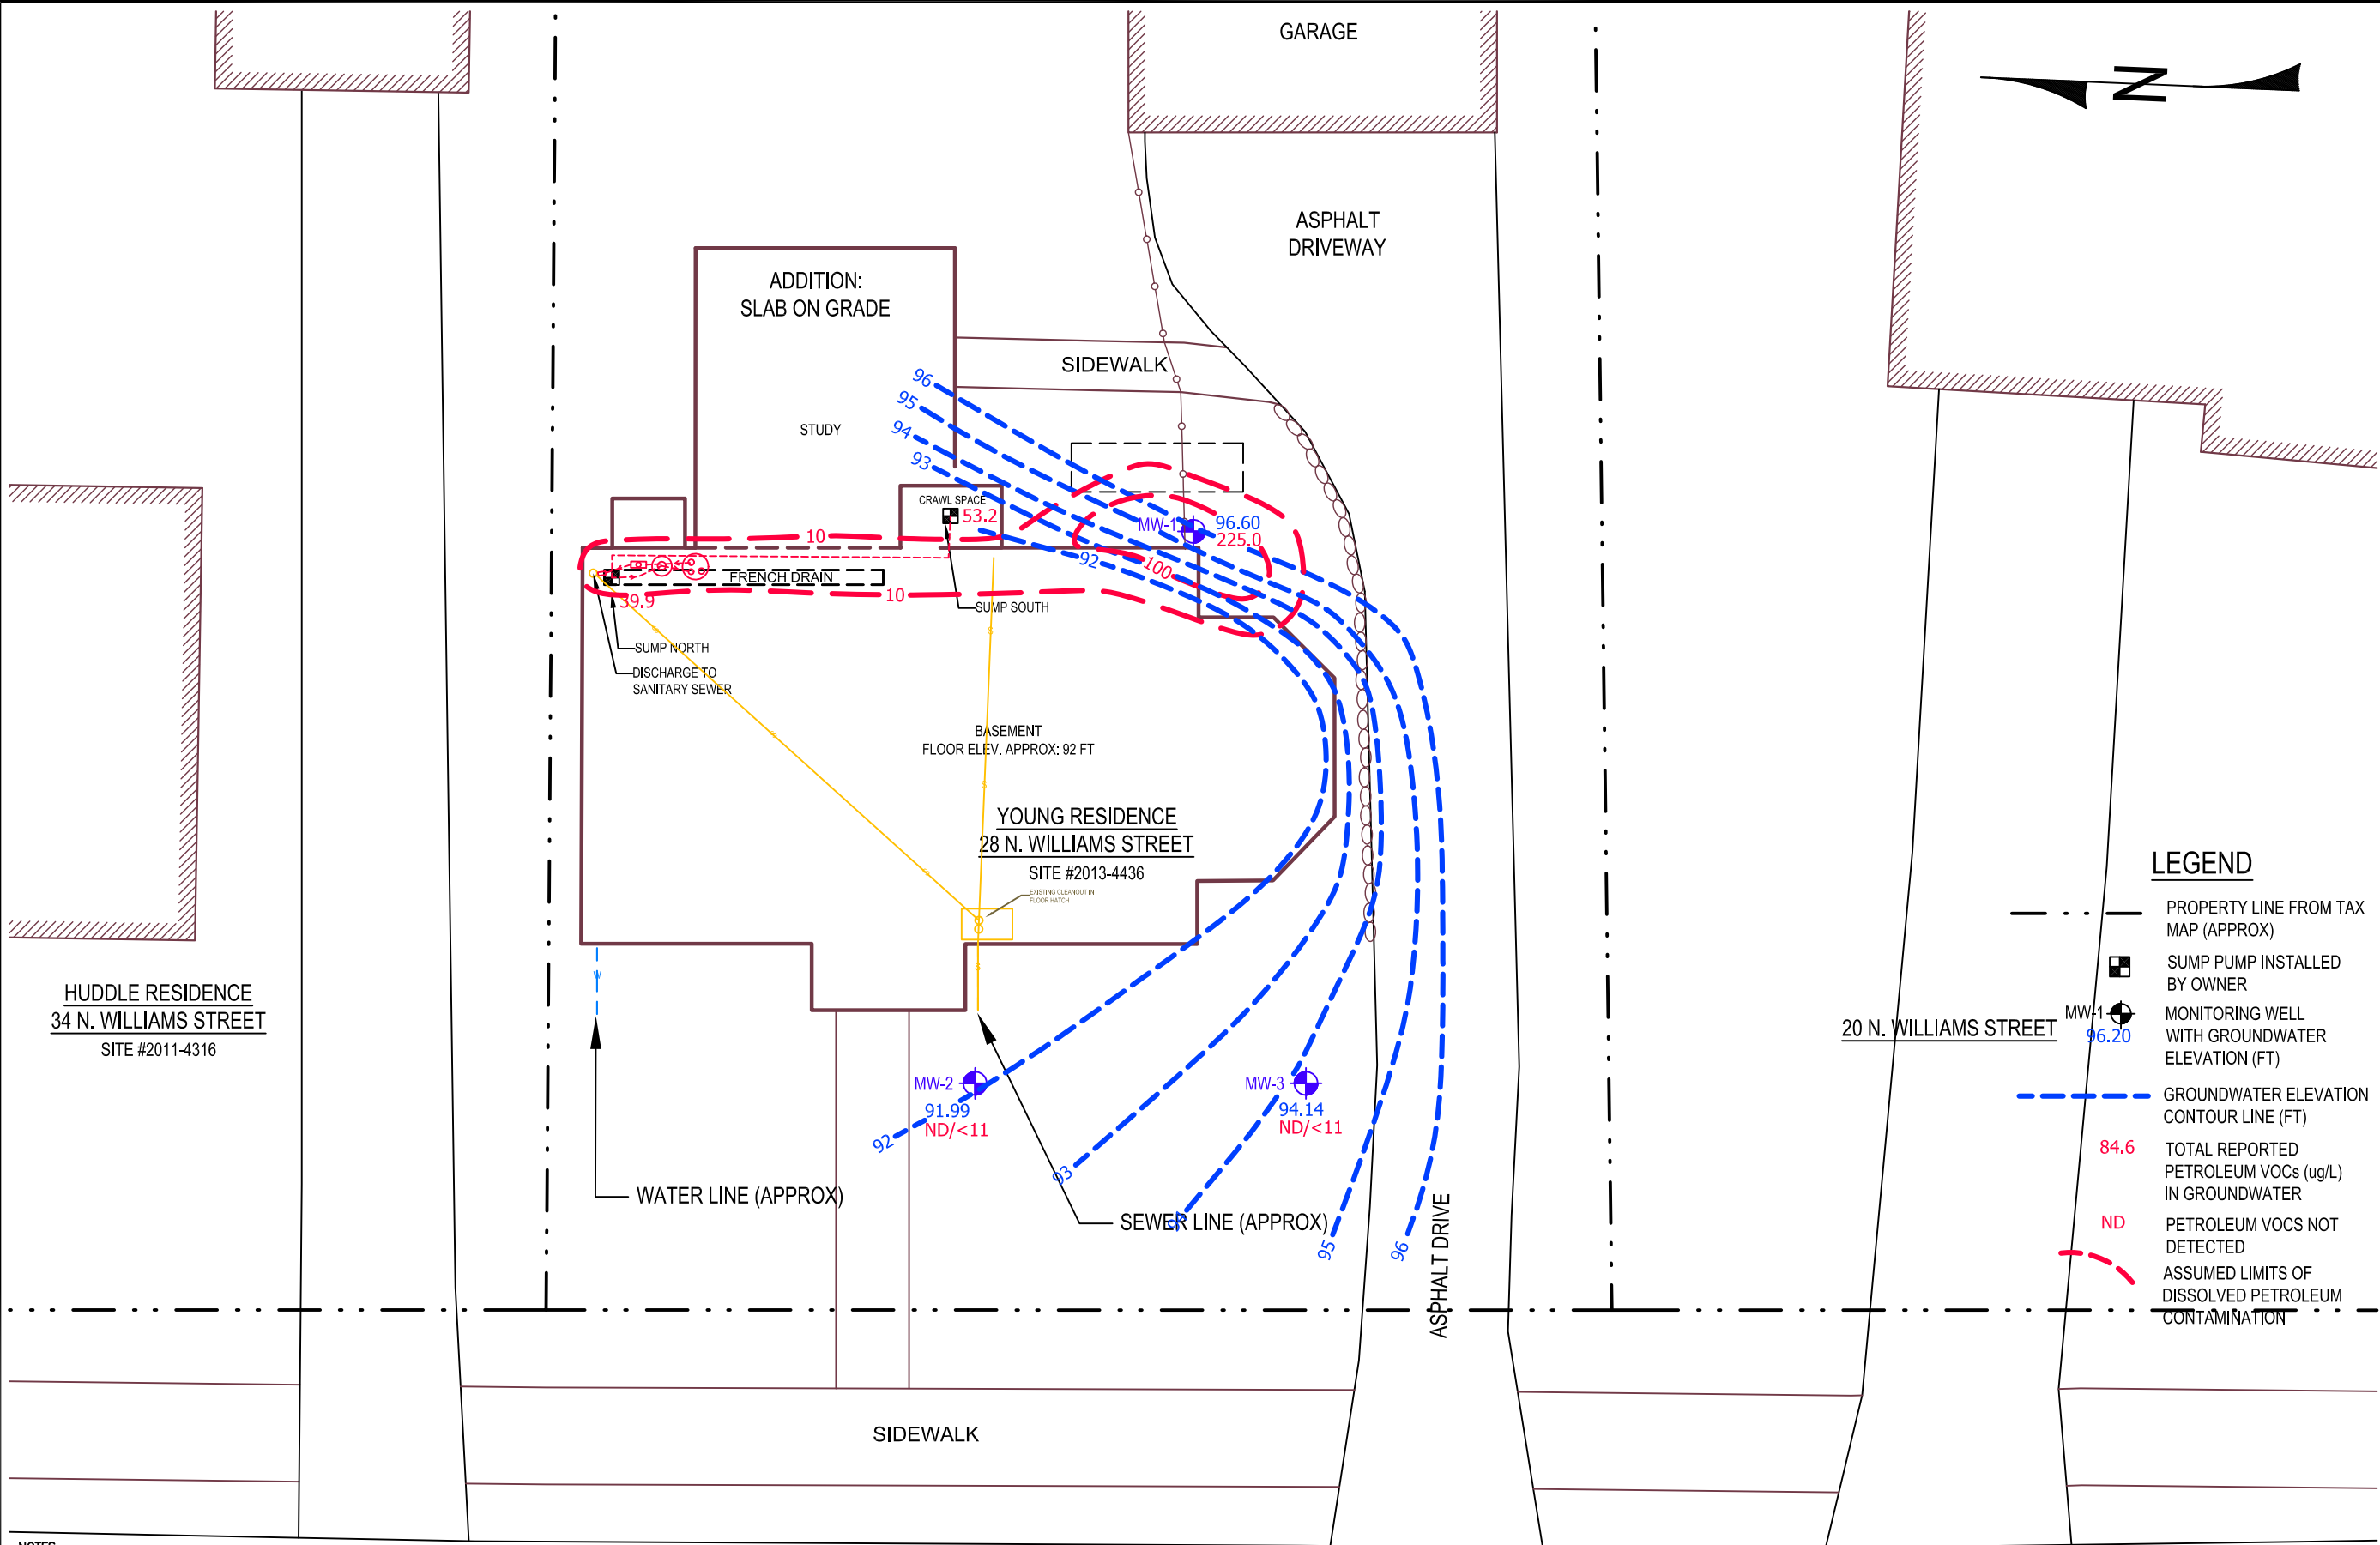 GARAGE
N
ASPHALT
DRIVEWAY
ADDITION:
SLAB ON GRADE
SIDEWALK
96
95
94
93
STUDY
CRAWL SPACE
53.2
MW-1
96.60
225.0
10
92
100
FRENCH DRAIN
39.9
10
SUMP SOUTH
S
S
SUMP NORTH
DISCHARGE TO
SANITARY SEWER
BASEMENT
FLOOR ELEV. APPROX: 92 FT
S
S
YOUNG RESIDENCE
28 N. WILLIAMS STREET
SITE #2013-4436
S
EXISTING CLEANOUT IN
FLOOR HATCH
S
W
HUDDLE RESIDENCE
34 N. WILLIAMS STREET
SITE #2011-4316
MW-2
91.99
ND/<11
92
MW-3
94.14
ND/<11
93
94
95
96
WATER LINE (APPROX)
SEWER LINE (APPROX)
ASPHALT DRIVE
20 N. WILLIAMS STREET
LEGEND
PROPERTY LINE FROM TAX
MAP (APPROX)
SUMP PUMP INSTALLED
BY OWNER
MW-1
96.20
MONITORING WELL
WITH GROUNDWATER
ELEVATION (FT)
GROUNDWATER ELEVATION
CONTOUR LINE (FT)
84.6
TOTAL REPORTED
PETROLEUM VOCs (ug/L)
IN GROUNDWATER
ND
PETROLEUM VOCS NOT
DETECTED
ASSUMED LIMITS OF
DISSOLVED PETROLEUM
CONTAMINATION
SIDEWALK
NOTES